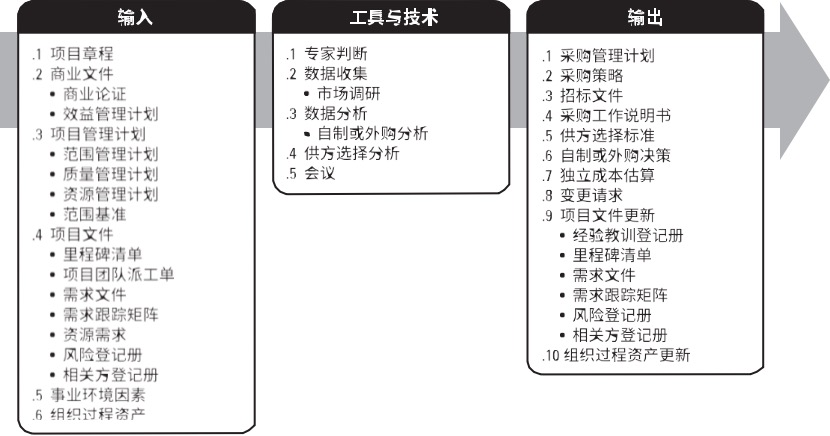 输入
.1 项目章程
.2 商业文件
• 商业论证
• 效益管理计划
.3 项目管理计划
• 范围管理计划
• 质量管理计划
• 资源管理计划
• 范围基准
.4 项目文件
• 里程碑清单
• 项目团队派工单
• 需求文件
• 需求跟踪矩阵
• 资源需求
• 风险登记册
• 相关方登记册
.5 事业环境因素
.6 组织过程资产
工具与技术
.1 专家判断
.2 数据收集
• 市场调研
.3 数据分析
• 自制或外购分析
.4 供方选择分析
.5 会议
输出
.1 采购管理计划
.2 采购策略
.3 招标文件
.4 采购工作说明书
.5 供方选择标准
.6 自制或外购决策
.7 独立成本估算
.8 变更请求
.9 项目文件更新
• 经验教训登记册
• 里程碑清单
• 需求文件
• 需求跟踪矩阵
• 风险登记册
• 相关方登记册
.10 组织过程资产更新